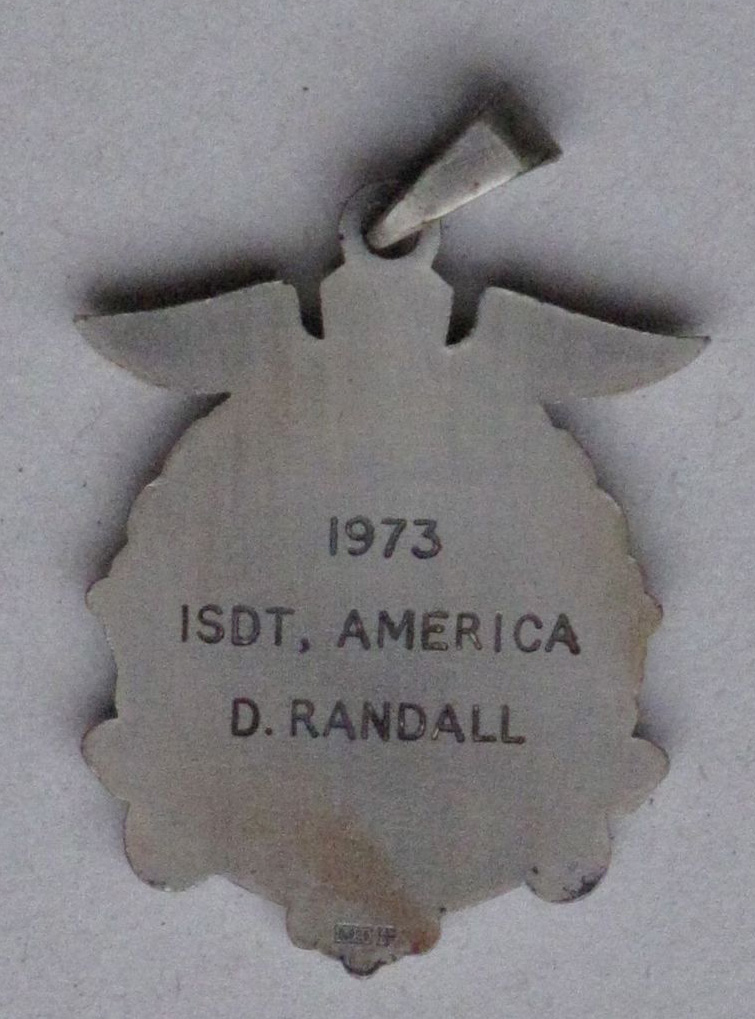 1973
ISDT, AMERICA
D. RANDALL